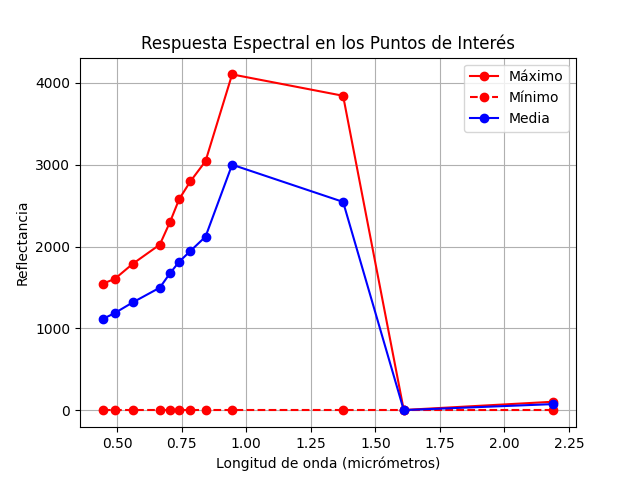 Respuesta Espectral en los Puntos de Interés
Máximo
Mínimo
Media
Reflectancia
4000
3000
2000
1000
0
0.50
0.75
1.00
1.25
1.50
1.75
2.00
2.25
Longitud de onda (micrómetros)